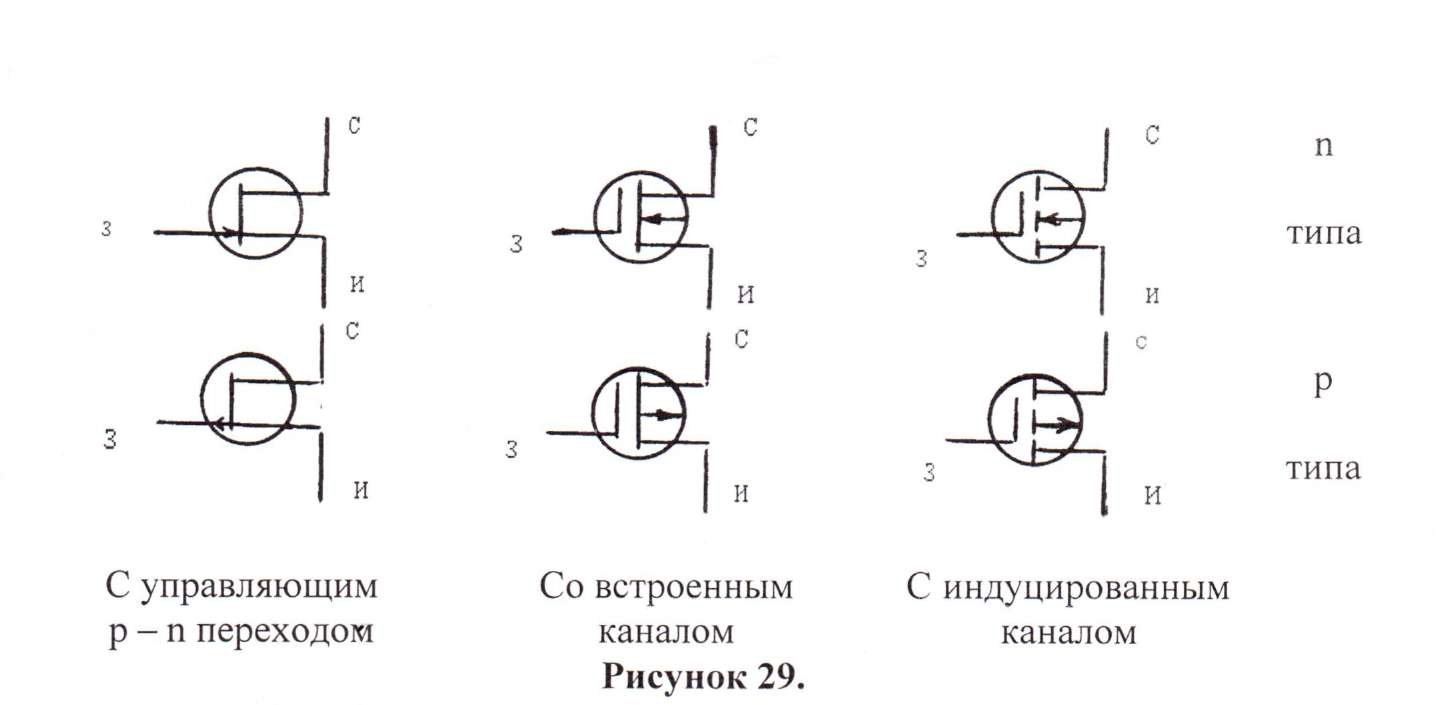 С
С
С
n
З
З
З
типа
И
И
И
С
С
С
p
З
З
З
типа
И
И
И
С управляющим
p – n переходом
Со встроенным
каналом
С индуцированным
каналом
Рисунок 29.